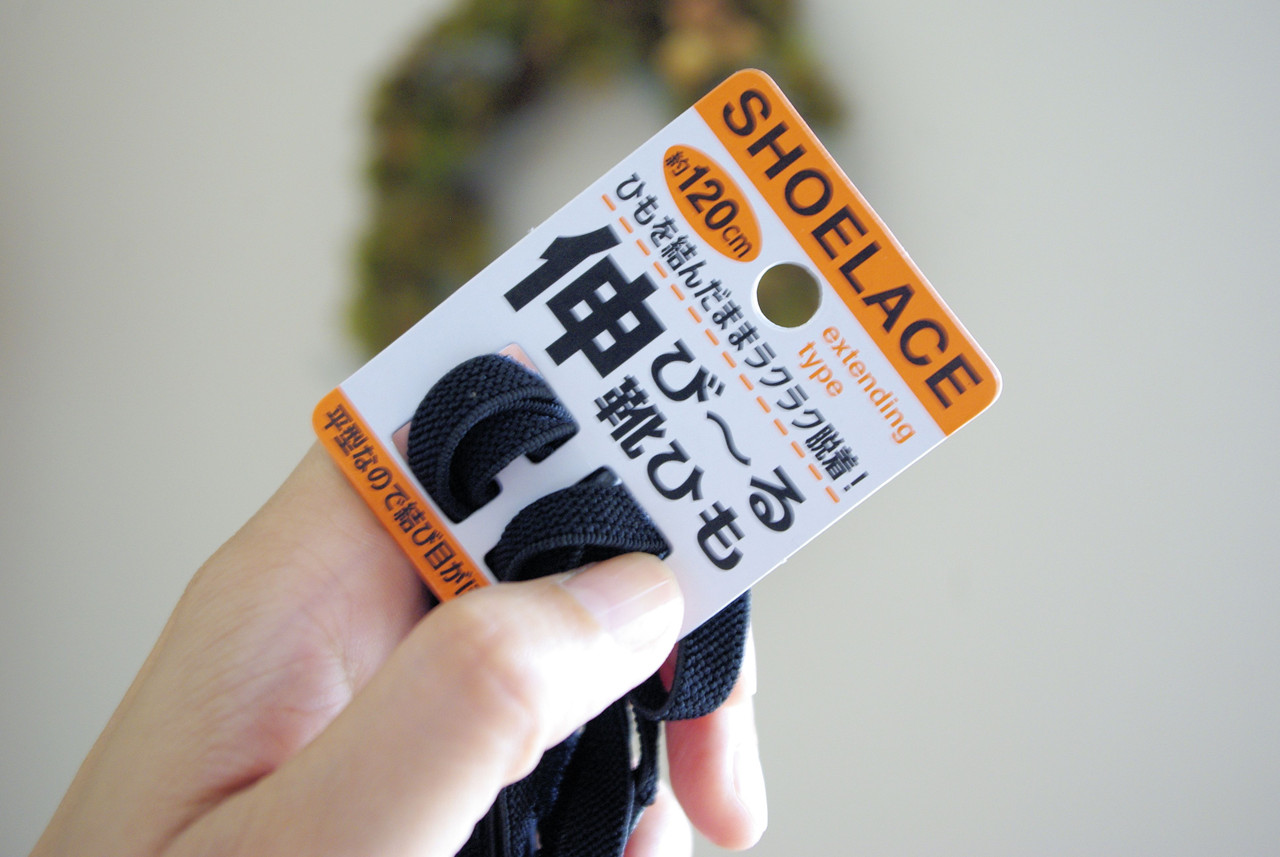 SHOELACE
extending
type
約120cm
ひもを結んだままラクラク脱着!
伸び〜る
靴ひも
平型なので結び目が